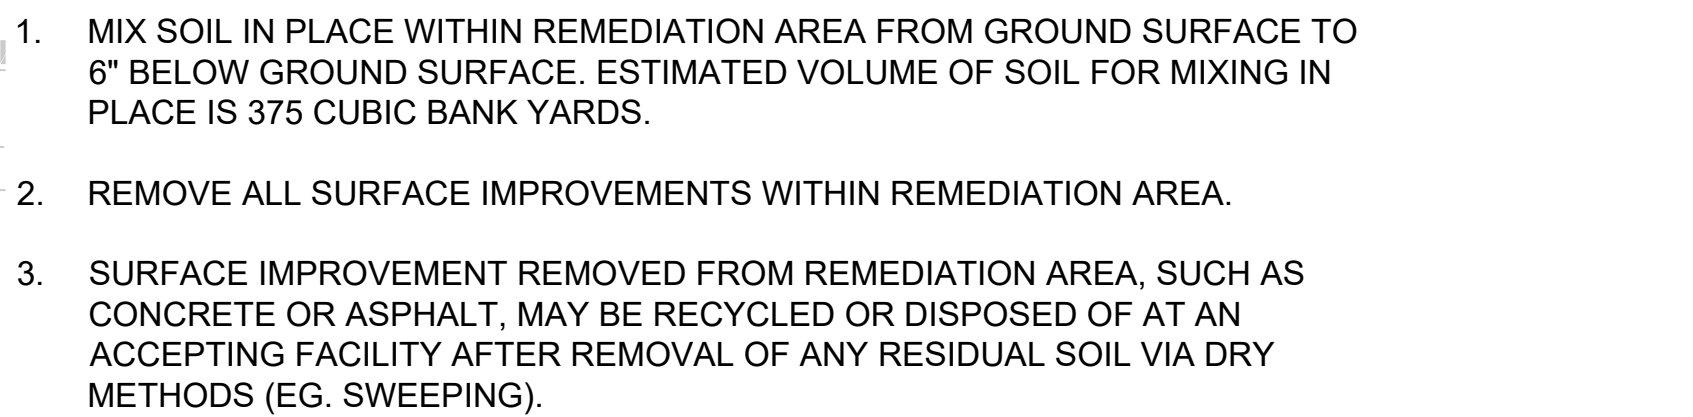 1. MIX SOIL IN PLACE WITHIN REMEDIATION AREA FROM GROUND SURFACE TO
6" BELOW GROUND SURFACE. ESTIMATED VOLUME OF SOIL FOR MIXING IN
PLACE IS 375 CUBIC BANK YARDS.
2. REMOVE ALL SURFACE IMPROVEMENTS WITHIN REMEDIATION AREA.
3. SURFACE IMPROVEMENT REMOVED FROM REMEDIATION AREA, SUCH AS
CONCRETE OR ASPHALT, MAY BE RECYCLED OR DISPOSED OF AT AN
ACCEPTING FACILITY AFTER REMOVAL OF ANY RESIDUAL SOIL VIA DRY
METHODS (EG. SWEEPING).